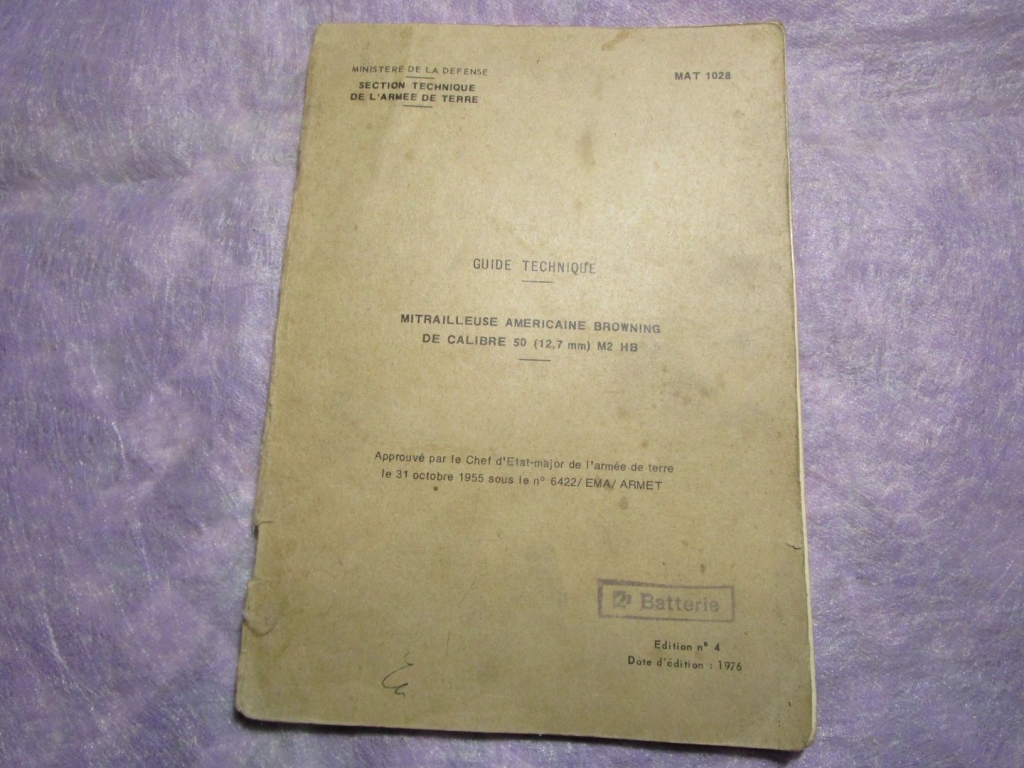 MINISTERE DE LA DEFENSE
SECTION TECHNIQUE
DE L'ARMEE DE TERRE
MAT 1028
GUIDE TECHNIQUE
MITRAILLEUSE AMERICAINE BROWNING
DE CALIBRE 50 (12,7 mm) M2 HB
Approuvé par le Chef d'Etat-major de l'armée de terre
le 31 octobre 1955 sous le n° 6422/ EMA/ ARMET
Batterie
Edition n° 4
Date d'édition : 1976